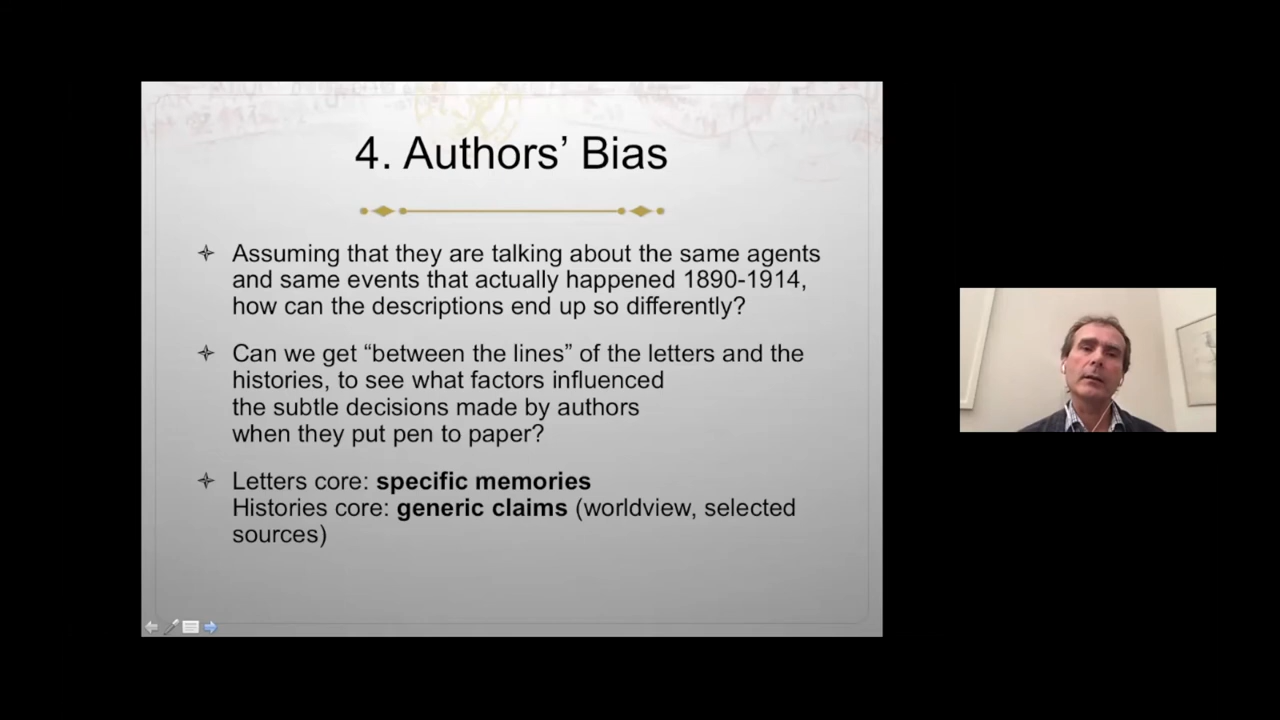 4. Authors’ Bias
Assuming that they are talking about the same agents
and same events that actually happened 1890-1914,
how can the descriptions end up so differently?
Can we get “between the lines” of the letters and the
histories, to see what factors influenced
the subtle decisions made by authors
when they put pen to paper?
Letters core: specific memories
Histories core: generic claims (worldview, selected
sources)